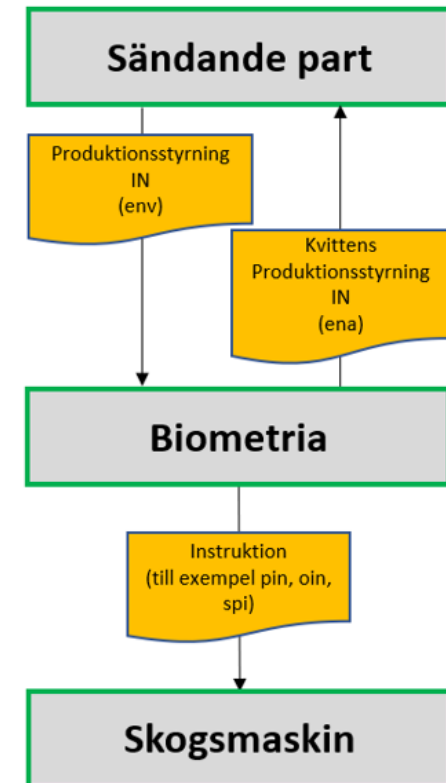 Sändande part
Produktionsstyrning
IN
(env)
Kvittens
Produktionsstyrning
IN
(ena)
Biometria
Instruktion
(till exempel pin, oin,
spi)
Skogsmaskin